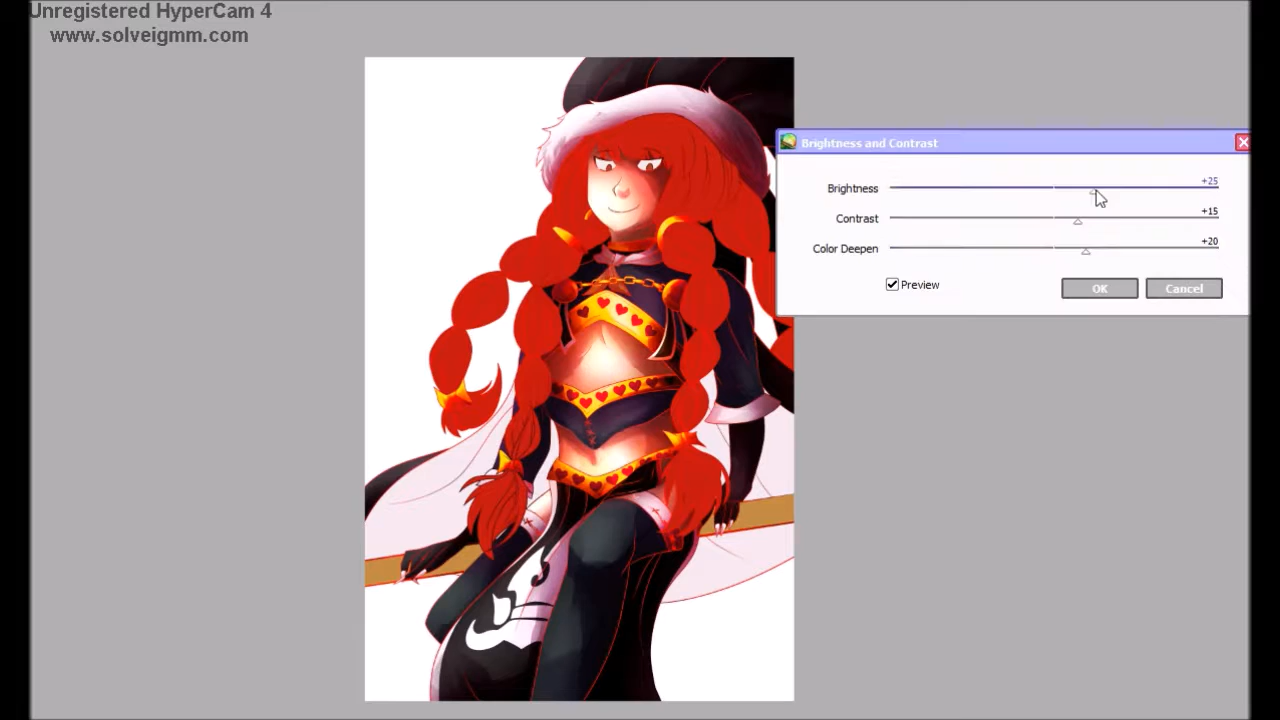 Unregistered HyperCam 4
www.solveigmm.com
Brightness and Contrast
Brightness +25
Contrast +15
Color Deepen +20
Preview OK Cancel